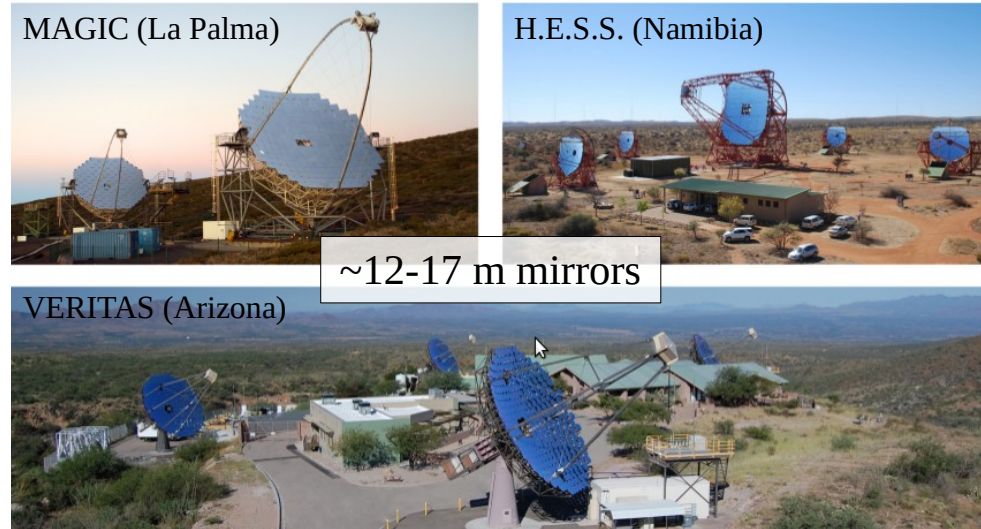 MAGIC (La Palma)
H.E.S.S. (Namibia)
~12-17 m mirrors
VERITAS (Arizona)